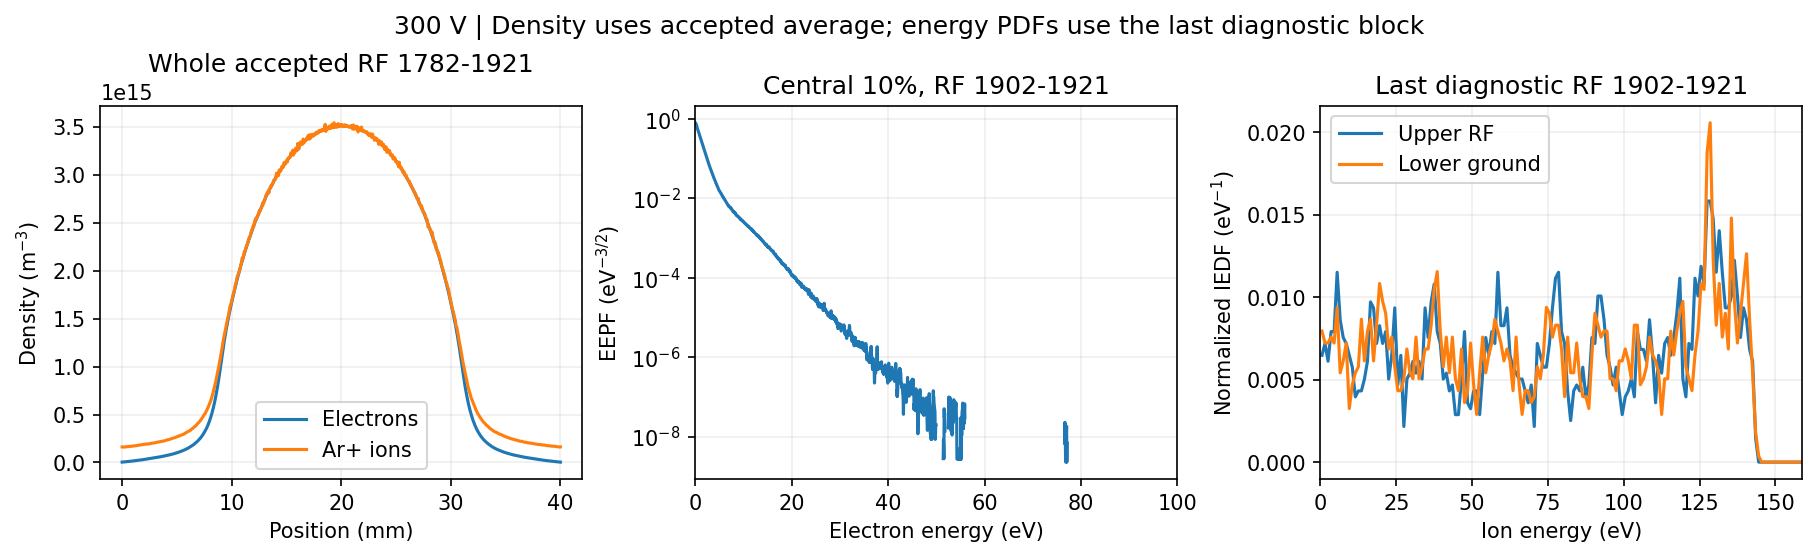 300 V | Density uses accepted average; energy PDFs use the last diagnostic block
Whole accepted RF 1782-1921
1e15
3.5
3.0
2.5
2.0
1.5
1.0
0.5
0.0
Density (m⁻³)
Electrons
Ar+ ions
0 10 20 30 40
Position (mm)
Central 10%, RF 1902-1921
10⁰
10⁻²
10⁻⁴
10⁻⁶
10⁻⁸
EEPF (eV⁻³/²)
0 20 40 60 80 100
Electron energy (eV)
Last diagnostic RF 1902-1921
Upper RF
Lower ground
0.020
0.015
0.010
0.005
0.000
Normalized IEDF (eV⁻¹)
0 25 50 75 100 125 150
Ion energy (eV)